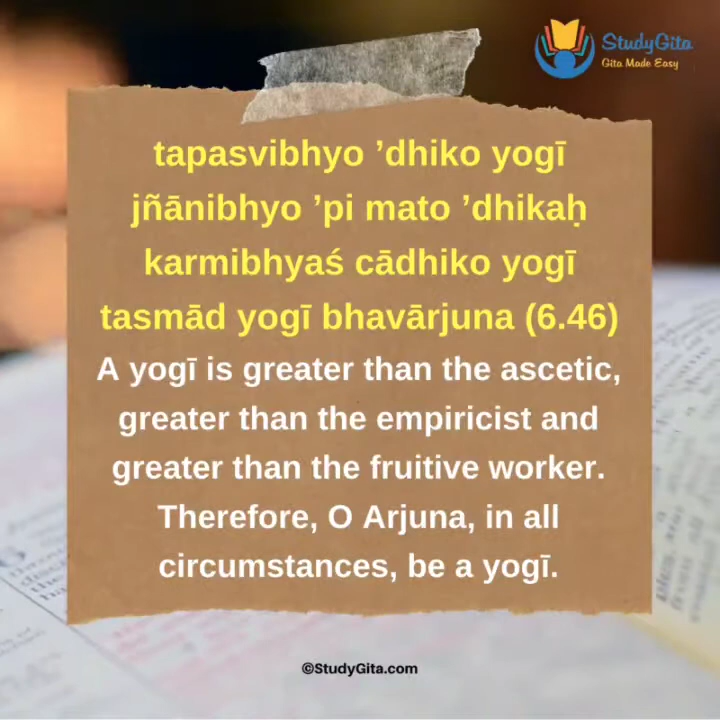 StudyGita
Gita Made Easy
tapasvibhyo ’dhiko yogī
jñānibhyo ’pi mato ’dhikaḥ
karmibhyaś cādhiko yogī
tasmād yogī bhavārjuna (6.46)
A yogī is greater than the ascetic,
greater than the empiricist and
greater than the fruitive worker.
Therefore, O Arjuna, in all
circumstances, be a yogī.
©StudyGita.com